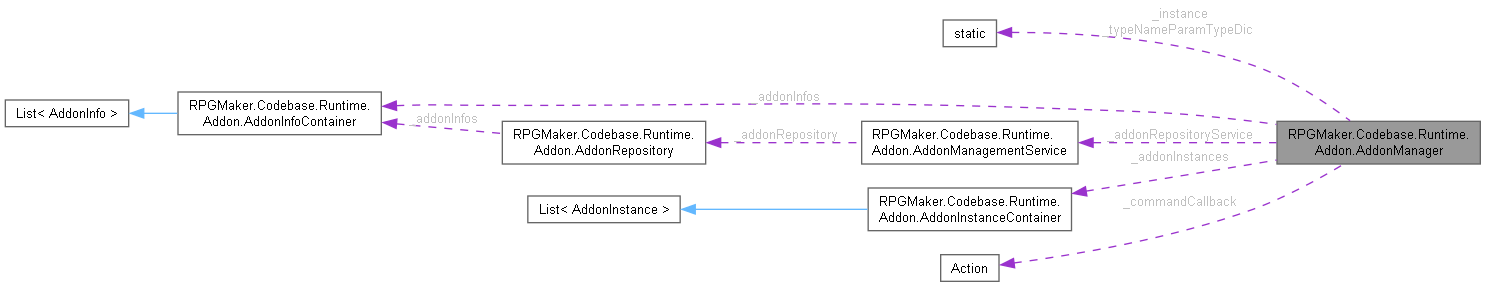 _instance
typeNameParamTypeDic
static
_addonInfos
List< AddonInfo >
RPGMaker.Codebase.Runtime.
Addon.AddonInfoContainer
_addonInfos
RPGMaker.Codebase.Runtime.
Addon.AddonRepository
_addonRepository
RPGMaker.Codebase.Runtime.
Addon.AddonManagementService
_addonRepositoryService
RPGMaker.Codebase.Runtime.
Addon.AddonManager
_addonInstances
List< AddonInstance >
RPGMaker.Codebase.Runtime.
Addon.AddonInstanceContainer
_commandCallback
Action